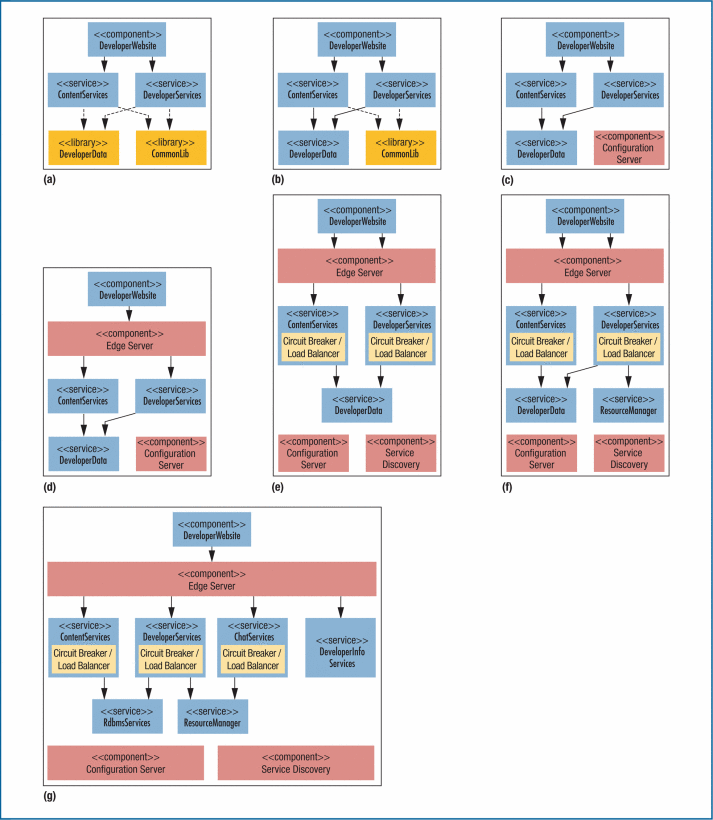 <<component>>
DeveloperWebsite
<<service>>
ContentServices
<<service>>
DeveloperServices
<<library>>
DeveloperData
<<library>>
CommonLib
(a)
<<component>>
DeveloperWebsite
<<service>>
ContentServices
<<service>>
DeveloperServices
<<service>>
DeveloperData
<<library>>
CommonLib
(b)
<<component>>
DeveloperWebsite
<<service>>
ContentServices
<<service>>
DeveloperServices
<<service>>
DeveloperData
<<component>>
Configuration
Server
(c)
<<component>>
DeveloperWebsite
<<component>>
Edge Server
<<service>>
ContentServices
<<service>>
DeveloperServices
<<service>>
DeveloperData
<<component>>
Configuration
Server
(d)
<<component>>
DeveloperWebsite
<<component>>
Edge Server
<<service>>
ContentServices
Circuit Breaker /
Load Balancer
<<service>>
DeveloperServices
Circuit Breaker /
Load Balancer
<<service>>
DeveloperData
<<component>>
Configuration
Server
<<component>>
Service
Discovery
(e)
<<component>>
DeveloperWebsite
<<component>>
Edge Server
<<service>>
ContentServices
Circuit Breaker /
Load Balancer
<<service>>
DeveloperServices
Circuit Breaker /
Load Balancer
<<service>>
DeveloperData
<<service>>
ResourceManager
<<component>>
Configuration
Server
<<component>>
Service
Discovery
(f)
<<component>>
DeveloperWebsite
<<component>>
Edge Server
<<service>>
ContentServices
Circuit Breaker /
Load Balancer
<<service>>
DeveloperServices
Circuit Breaker /
Load Balancer
<<service>>
ChatServices
Circuit Breaker /
Load Balancer
<<service>>
DeveloperInfo
Services
<<service>>
RdbmsServices
<<service>>
ResourceManager
<<component>>
Configuration Server
<<component>>
Service Discovery
(g)